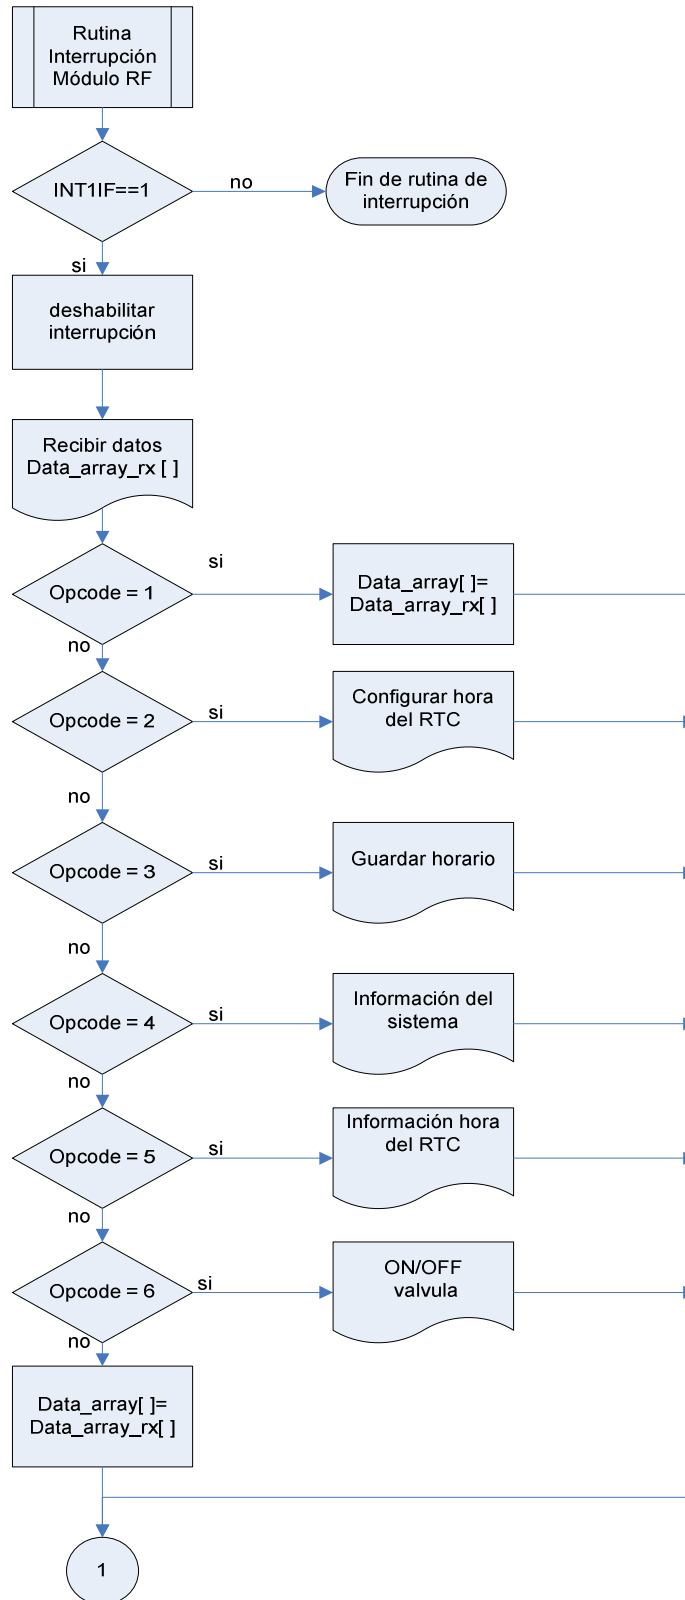 Rutina
Interrupción
Módulo RF
INT1IF==1
no
Fin de rutina de
interrupción
si
deshabilitar
interrupción
Recibir datos
Data_array_rx [ ]
Opcode = 1
si
Data_array[ ]=
Data_array_rx[ ]
no
Opcode = 2
si
Configurar hora
del RTC
no
Opcode = 3
si
Guardar horario
no
Opcode = 4
si
Información del
sistema
no
Opcode = 5
si
Información hora
del RTC
no
Opcode = 6
si
ON/OFF
valvula
no
Data_array[ ]=
Data_array_rx[ ]
1